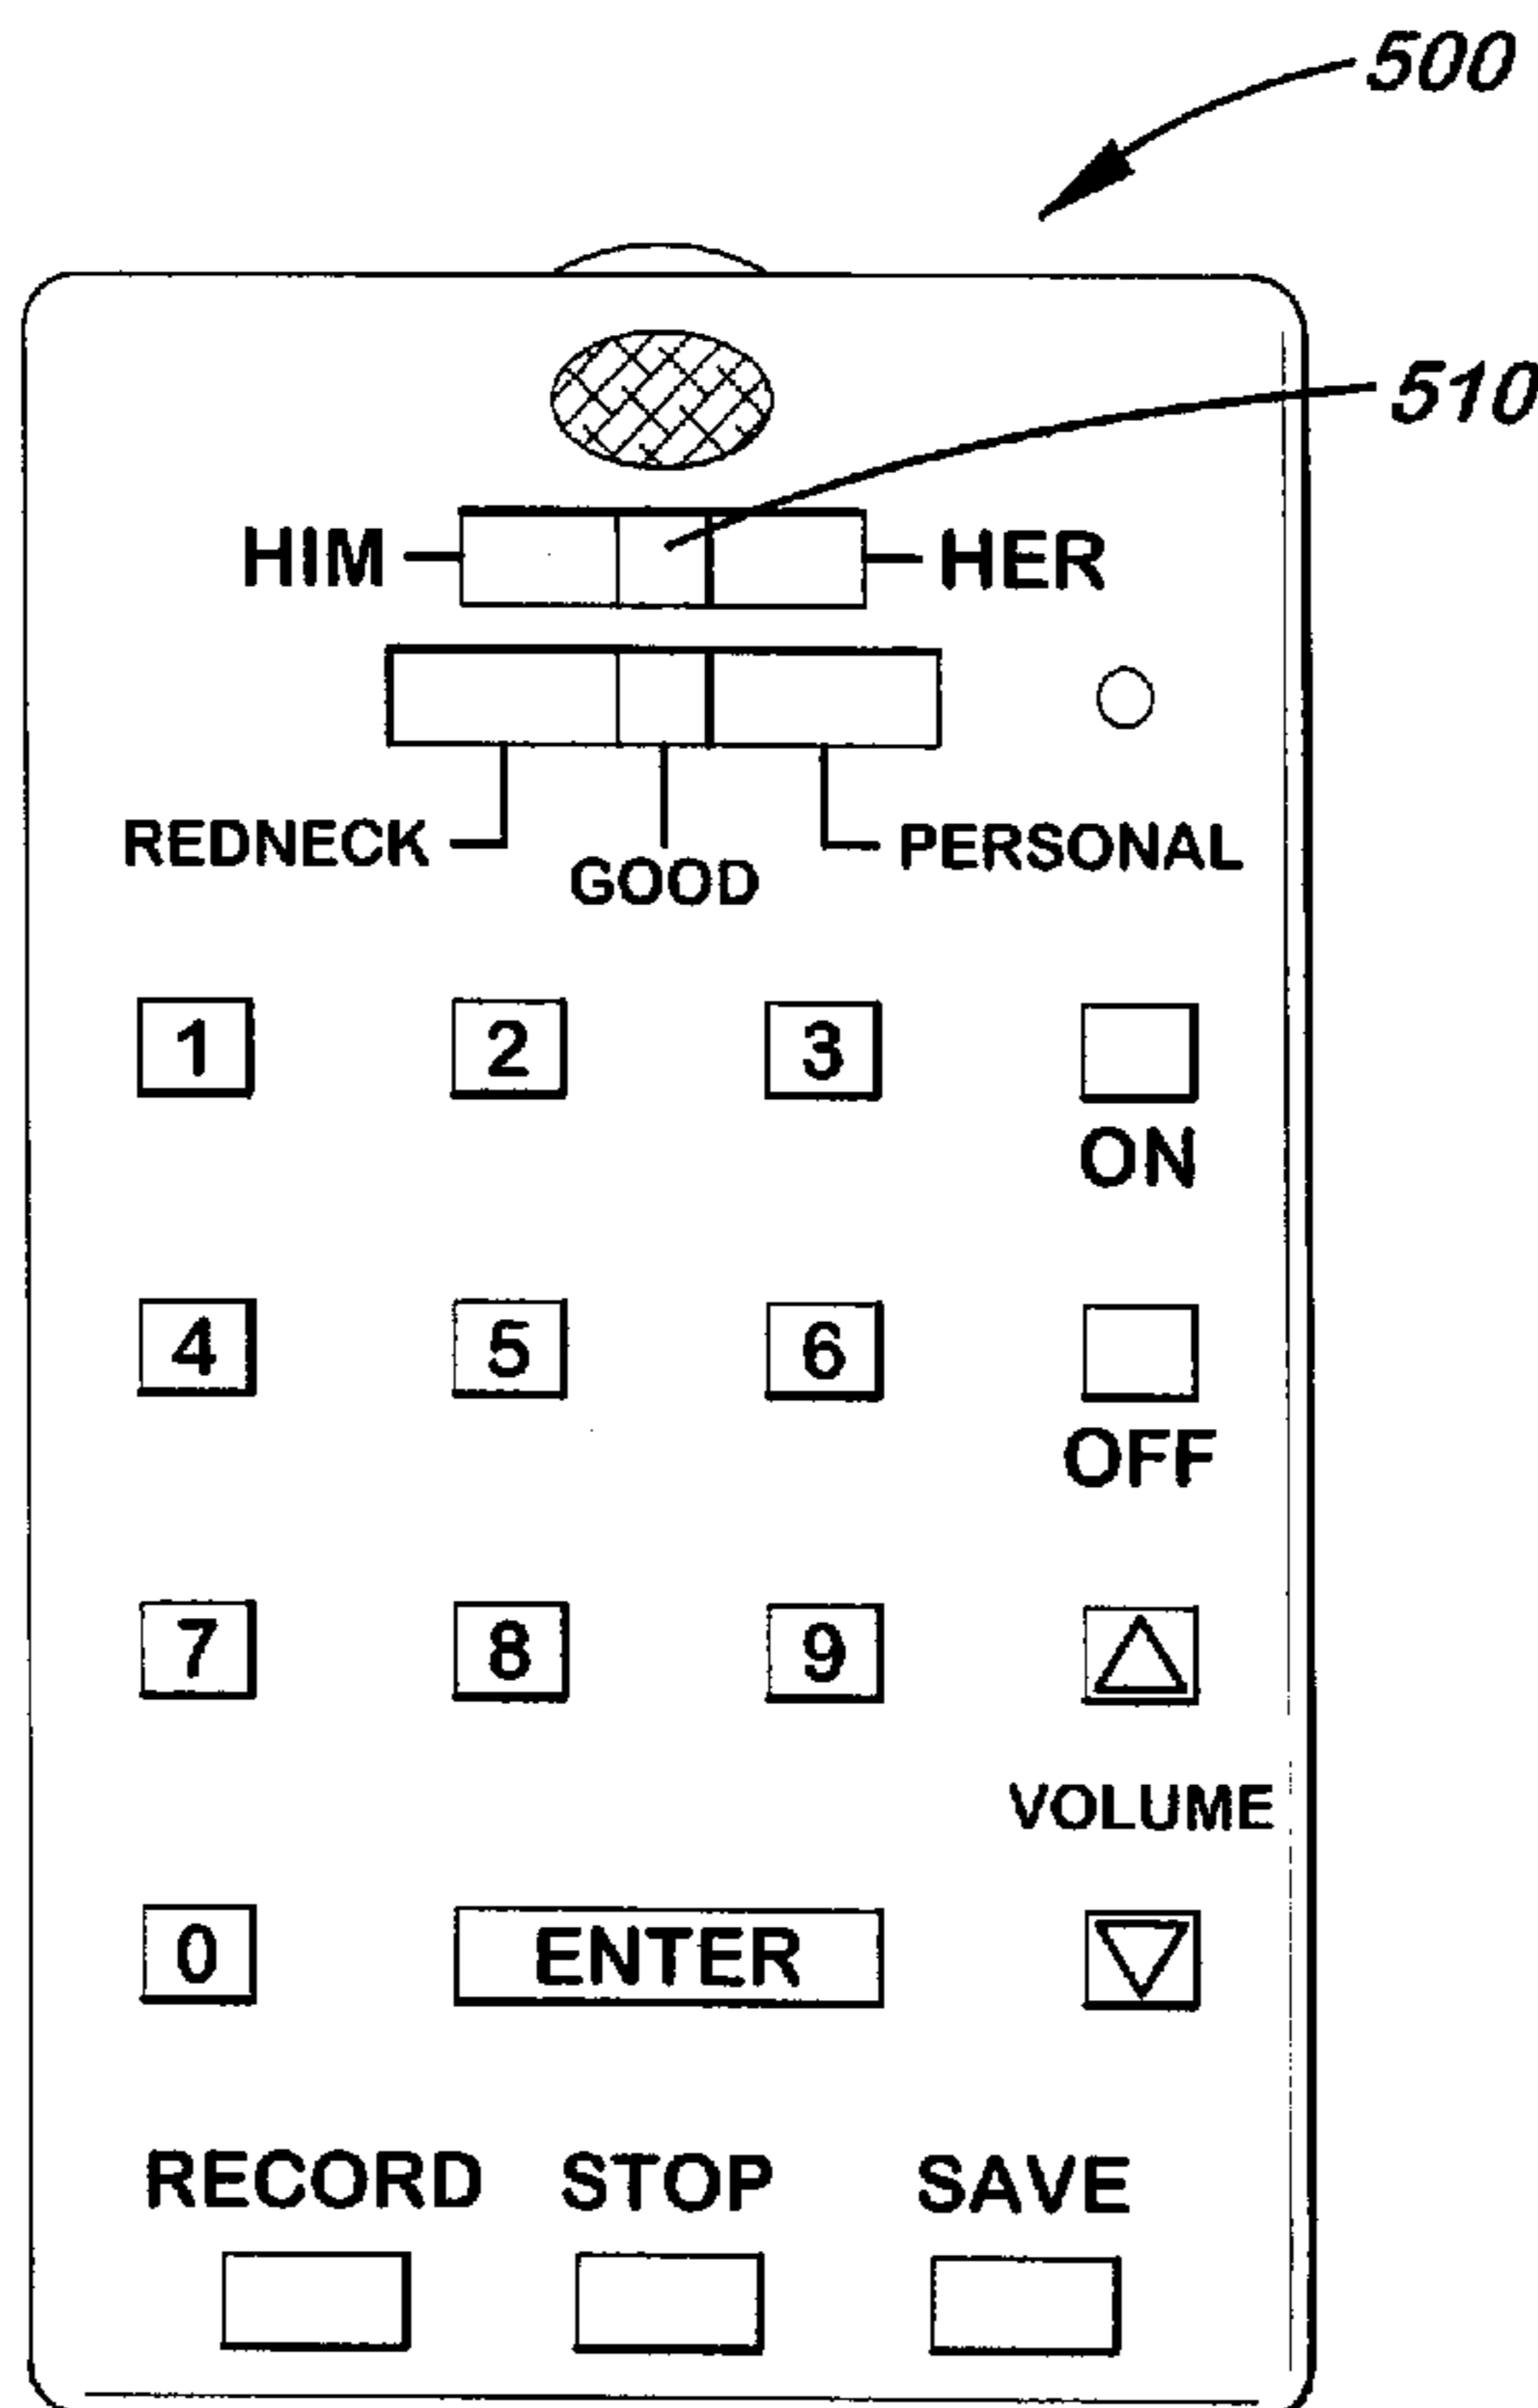 500
510
HIM HER
REDNECK GOOD PERSONAL
1 2 3
ON
4 5 6
OFF
7 8 9
VOLUME
0 ENTER
RECORD STOP SAVE